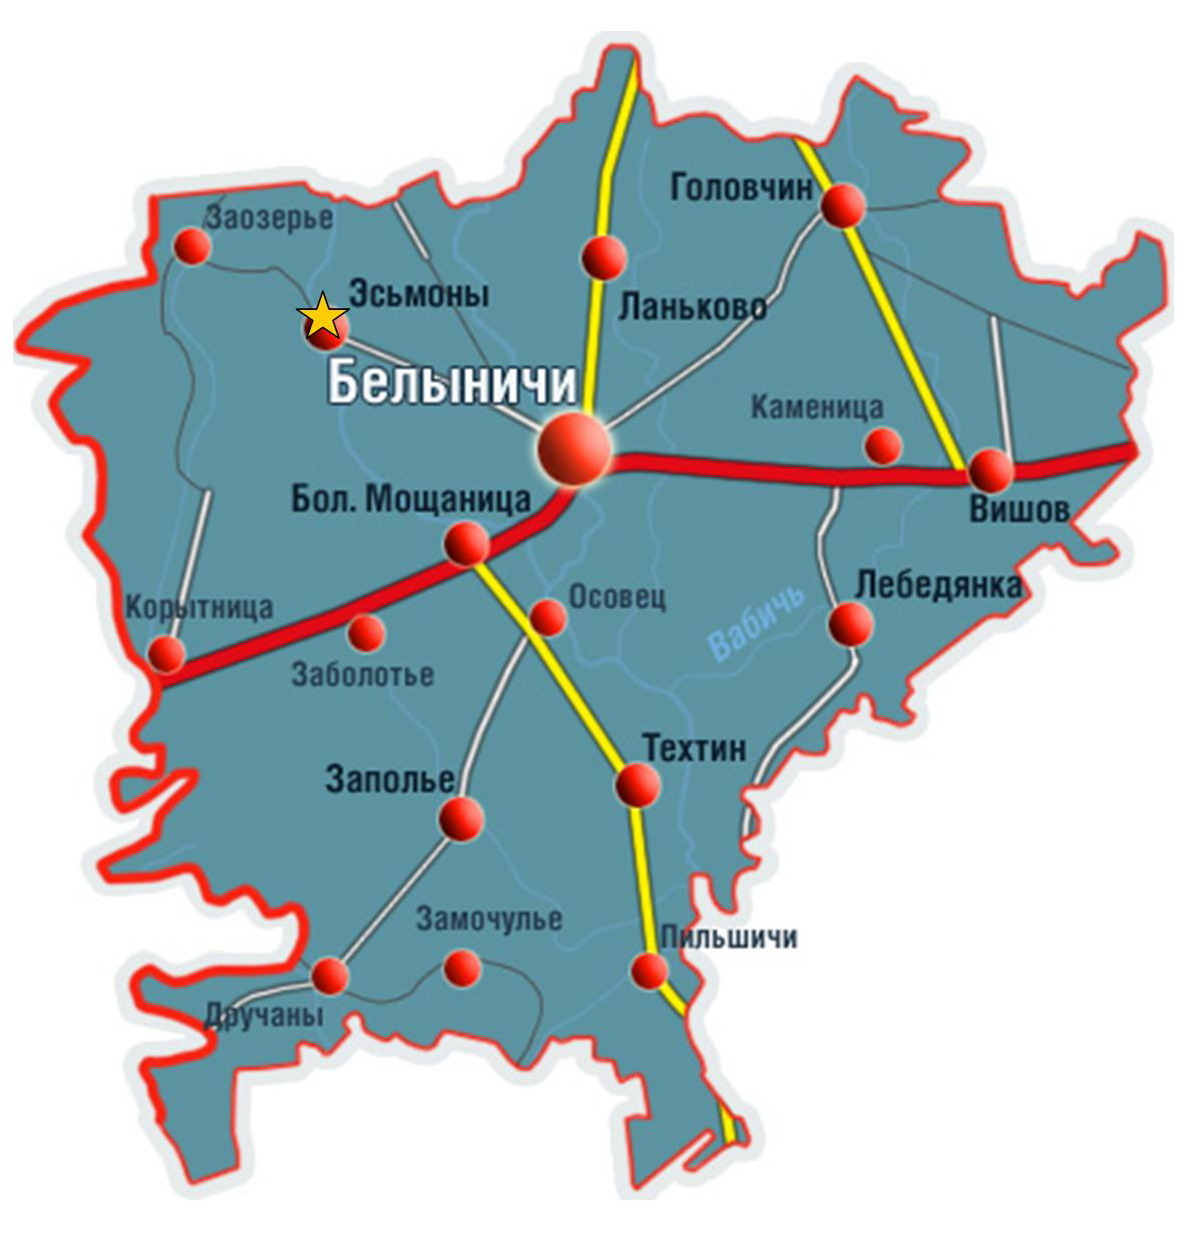 Головчин
Заозерье
Эсьмоны
Ланьково
Белыничи
Каменица
Бол. Мощаница
Вишов
Лебедянка
Осовец
Корытница
Вабичь
Заболотье
Техтин
Заполье
Замочулье
Пильшичи
Дручаны